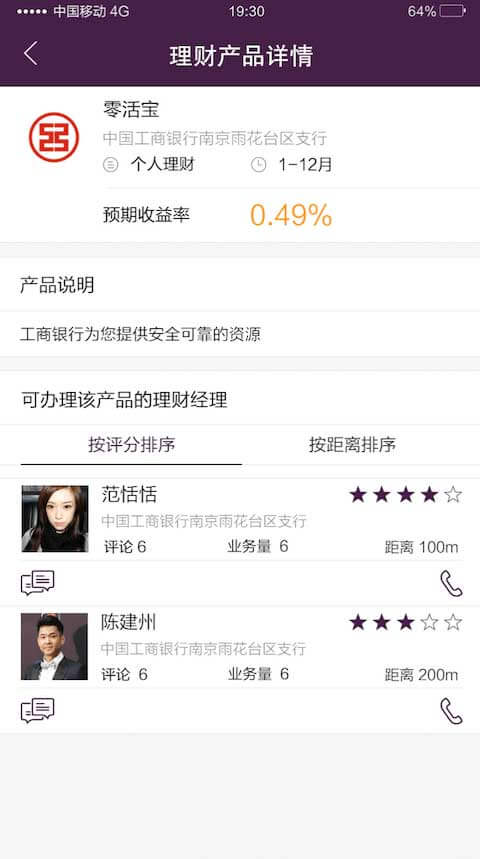 中国移动 4G 19:30 64%
理财产品详情
零活宝
中国工商银行南京雨花台区支行
个人理财 1-12月
预期收益率 0.49%
产品说明
工商银行为您提供安全可靠的资源
可办理该产品的理财经理
按评分排序 按距离排序
范恬恬
中国工商银行南京雨花台区支行
评论 6 业务量 6 距离 100m
陈建州
中国工商银行南京雨花台区支行
评论 6 业务量 6 距离 200m